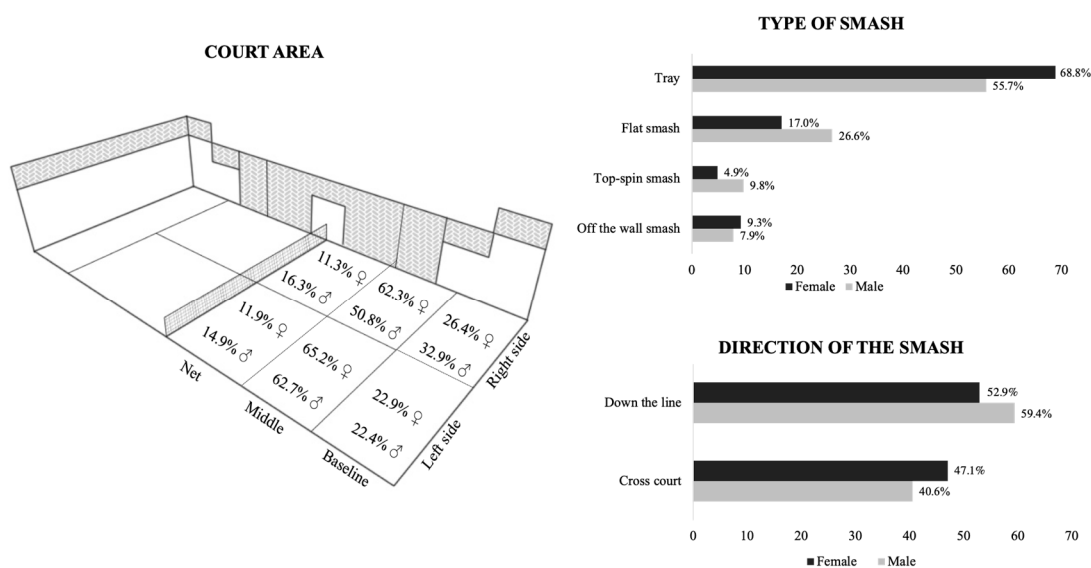 COURT AREA
11.3% ♀
16.3% ♂
62.3% ♀
50.8% ♂
26.4% ♀
32.9% ♂
11.9% ♀
14.9% ♂
65.2% ♀
62.7% ♂
22.9% ♀
22.4% ♂
Net
Middle
Baseline
Left side
Right side
TYPE OF SMASH
Tray
68.8%
55.7%
Flat smash
17.0%
26.6%
Top-spin smash
4.9%
9.8%
Off the wall smash
9.3%
7.9%
0 10 20 30 40 50 60 70
Female Male
DIRECTION OF THE SMASH
Down the line
52.9%
59.4%
Cross court
47.1%
40.6%
0 10 20 30 40 50 60 70
Female Male